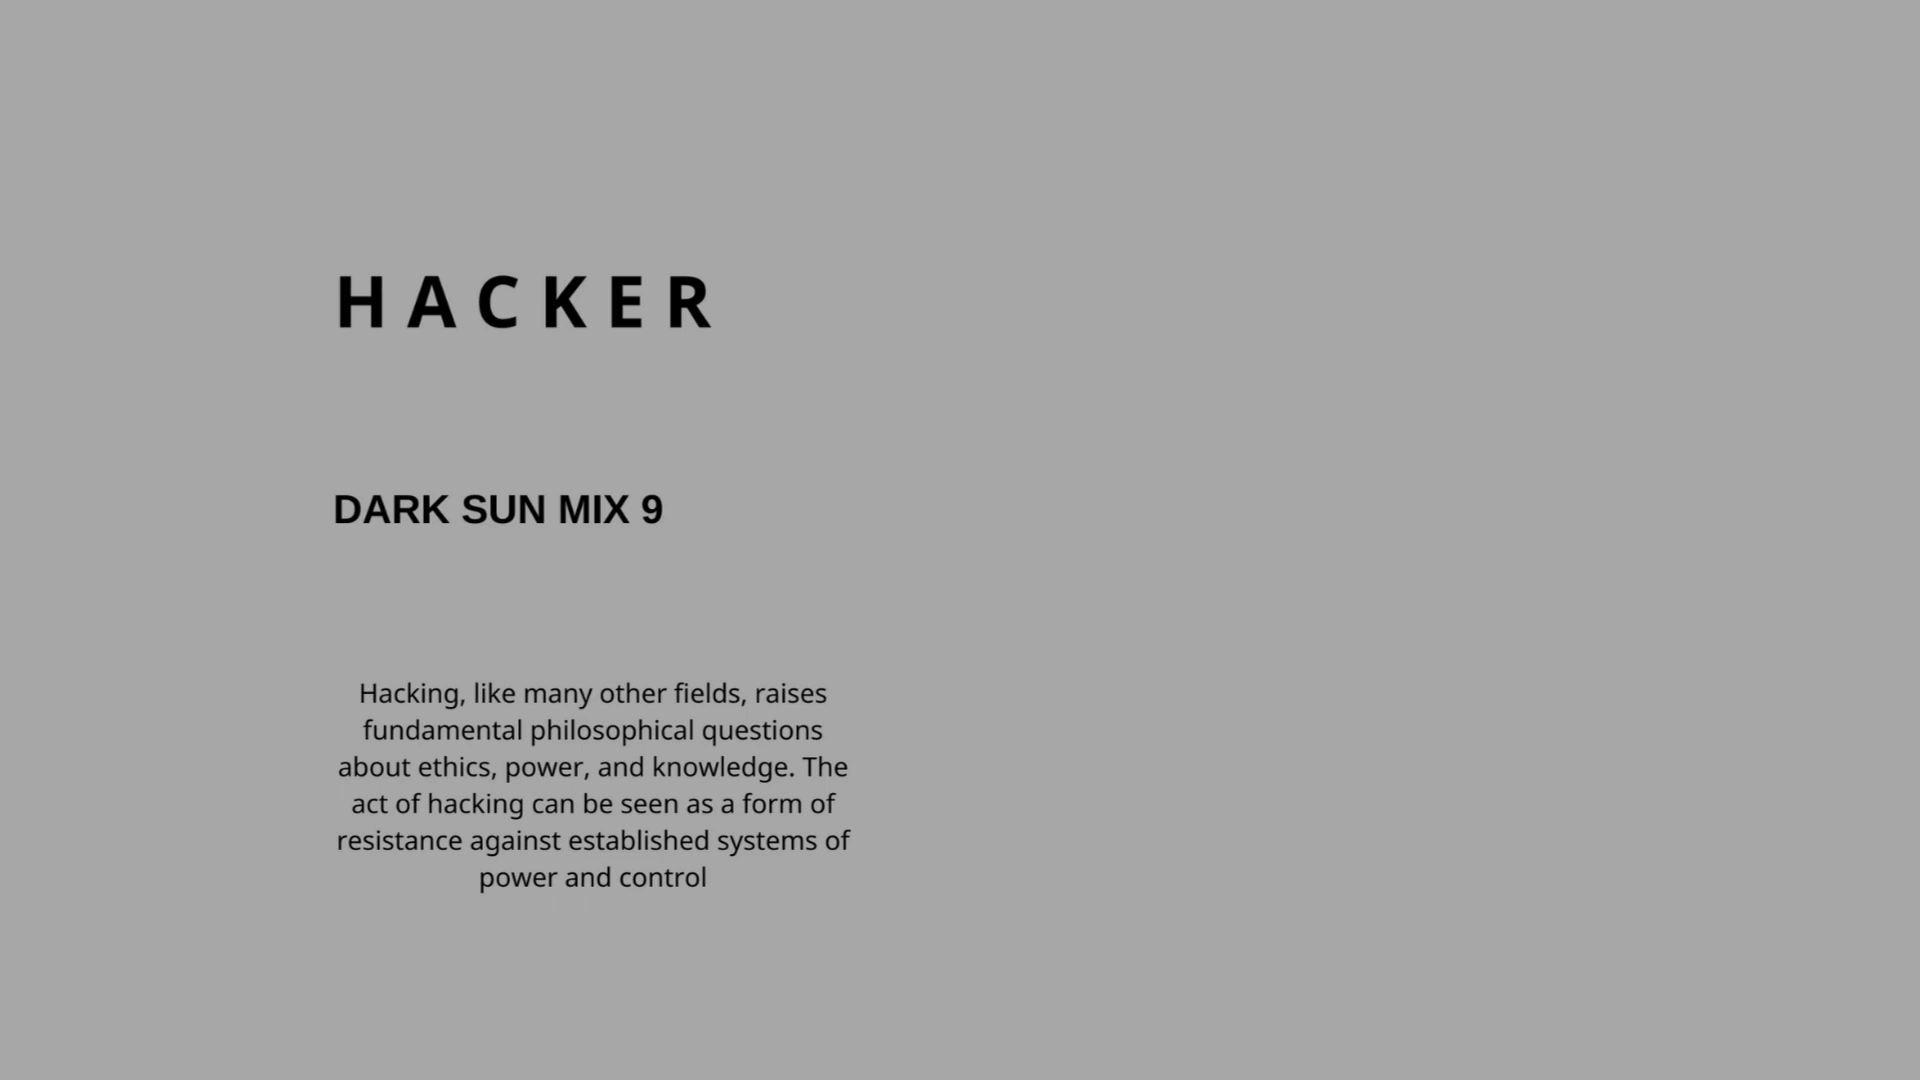 H A C K E R
DARK SUN MIX 9
Hacking, like many other fields, raises
fundamental philosophical questions
about ethics, power, and knowledge. The
act of hacking can be seen as a form of
resistance against established systems of
power and control